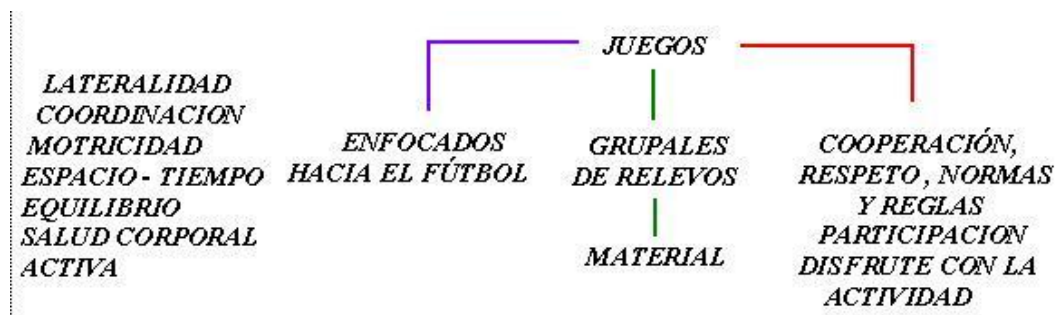 JUEGOS
LATERALIDAD
COORDINACION
MOTRICIDAD
ESPACIO - TIEMPO
EQUILIBRIO
SALUD CORPORAL
ACTIVA
ENFOCADOS
HACIA EL FÚTBOL
GRUPALES
DE RELEVOS
MATERIAL
COOPERACIÓN,
RESPETO , NORMAS
Y REGLAS
PARTICIPACION
DISFRUTE CON LA
ACTIVIDAD